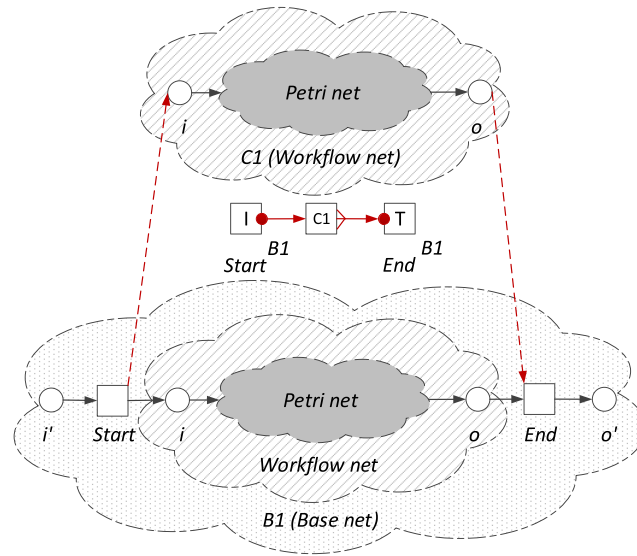 Petri net
i
o
C1 (Workflow net)
I
C1
T
B1
B1
Start
End
Petri net
i'
Start
i
o
End
o'
Workflow net
B1 (Base net)